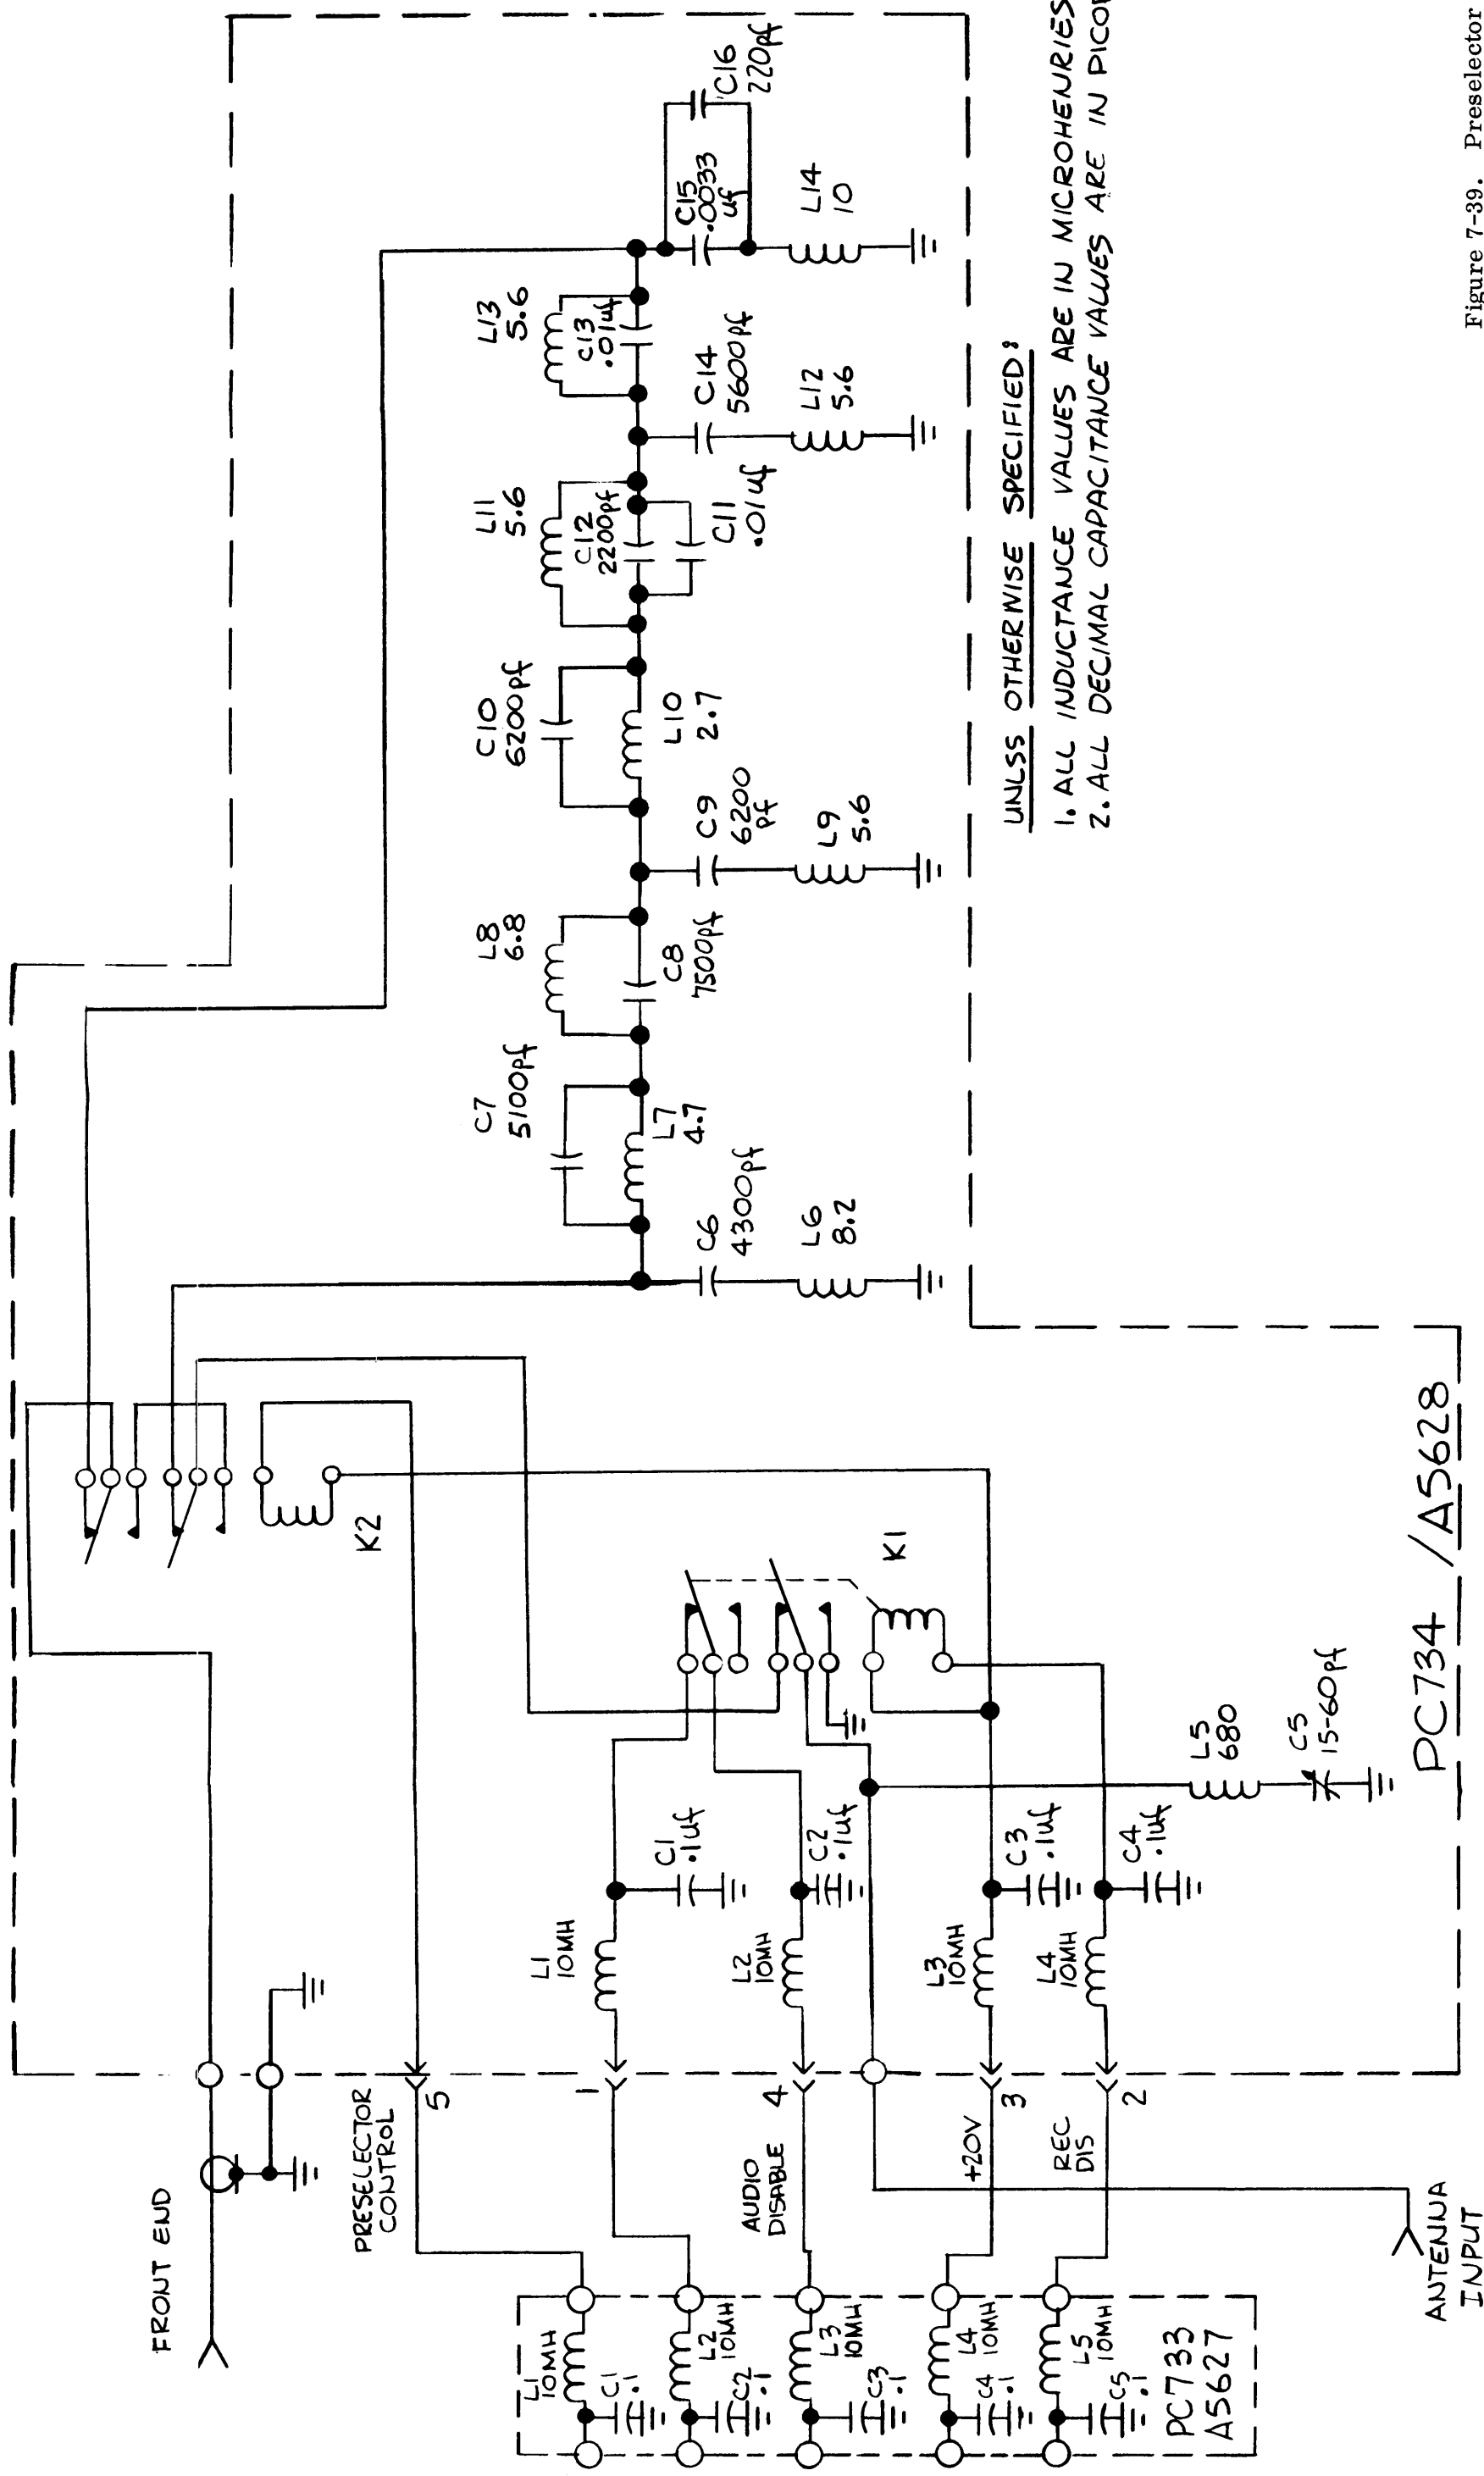 FRONT END
PRESELECTOR
CONTROL
5
1
AUDIO
DISABLE
4
+20V
3
REC
DIS
2
ANTENNA
INPUT
L1
10MH
C1
.1
L2
10MH
C2
.1
L3
10MH
C3
.1
L4
10MH
C4
.1
L5
10MH
C5
.1
PC733
A5627
L1
10MH
C1
.1uf
L2
10MH
C2
.1uf
L3
10MH
C3
.1uf
L4
10MH
C4
.1uf
L5
680
C5
15-60pf
K1
K2
PC734 /A5628
C6
4300pf
L6
8.2
C7
5100pf
L7
4.7
L8
6.8
C8
7500pf
C9
6200
pf
L9
5.6
C10
6200pf
L10
2.7
L11
5.6
C12
2200pf
C11
.01uf
C14
5600pf
L12
5.6
L13
5.6
C13
.01uf
C15
.0033
uf
C16
220pf
L14
10
UNLSS OTHERWISE SPECIFIED:
1. ALL INDUCTANCE VALUES ARE IN MICROHENRIES
2. ALL DECIMAL CAPACITANCE VALUES ARE IN
Figure 7-39. Preselector